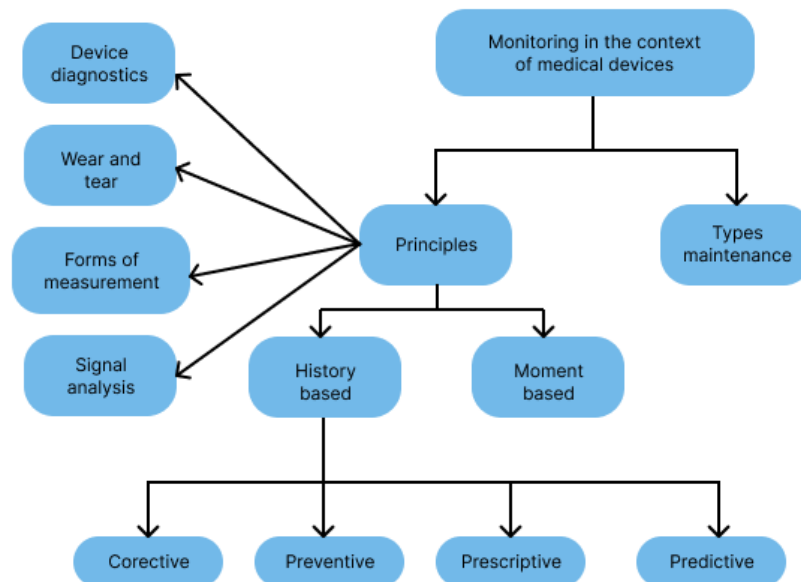 Device
diagnostics
Monitoring in the context
of medical devices
Wear and
tear
Principles
Types
maintenance
Forms of
measurement
Signal
analysis
History
based
Moment
based
Corective
Preventive
Prescriptive
Predictive